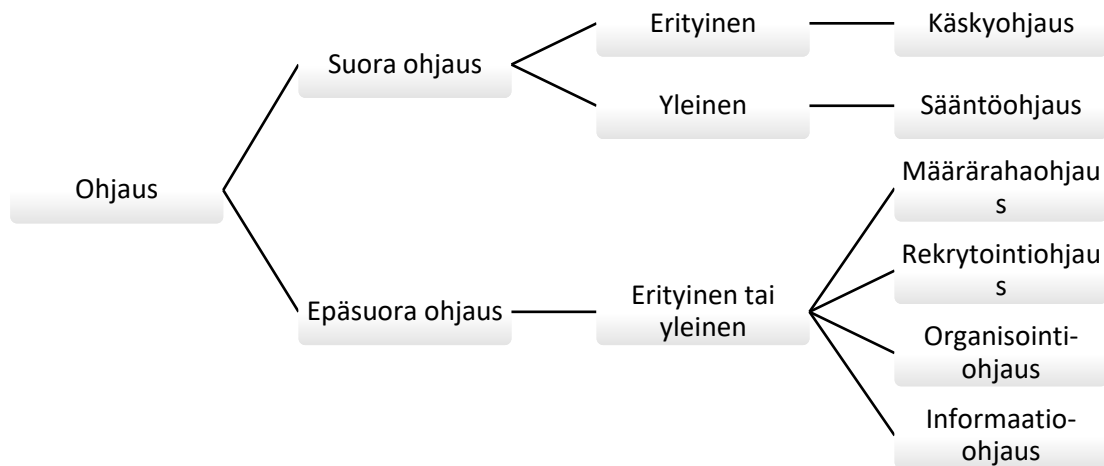 Ohjaus
Suora ohjaus
Erityinen
Käskyohjaus
Yleinen
Sääntöohjaus
Epäsuora ohjaus
Erityinen tai
yleinen
Määrärahaohjau
s
Rekrytointiohjau
s
Organisointi-
ohjaus
Informaatio-
ohjaus